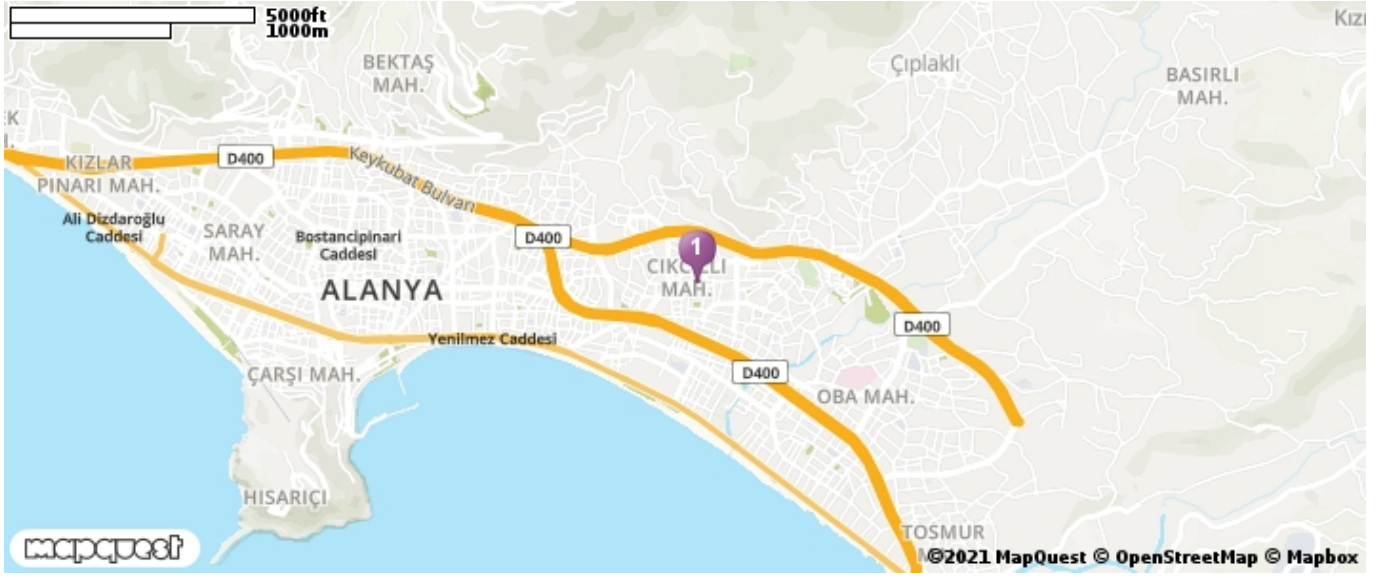 5000ft
1000m
BEKTAŞ
MAH.
Çıplaklı
BASIRLI
MAH.
D400
Keykubat Bulvarı
KIZLAR
PINARI MAH.
Ali Dizdaroğlu
Caddesi
SARAY
MAH.
Bostancipinari
Caddesi
D400
1
MAH.
ALANYA
D400
Yenilmez Caddesi
D400
ÇARŞI MAH.
OBA MAH.
HISARIÇI
TOSMUR
mapquest
©2021 MapQuest © OpenStreetMap © Mapbox